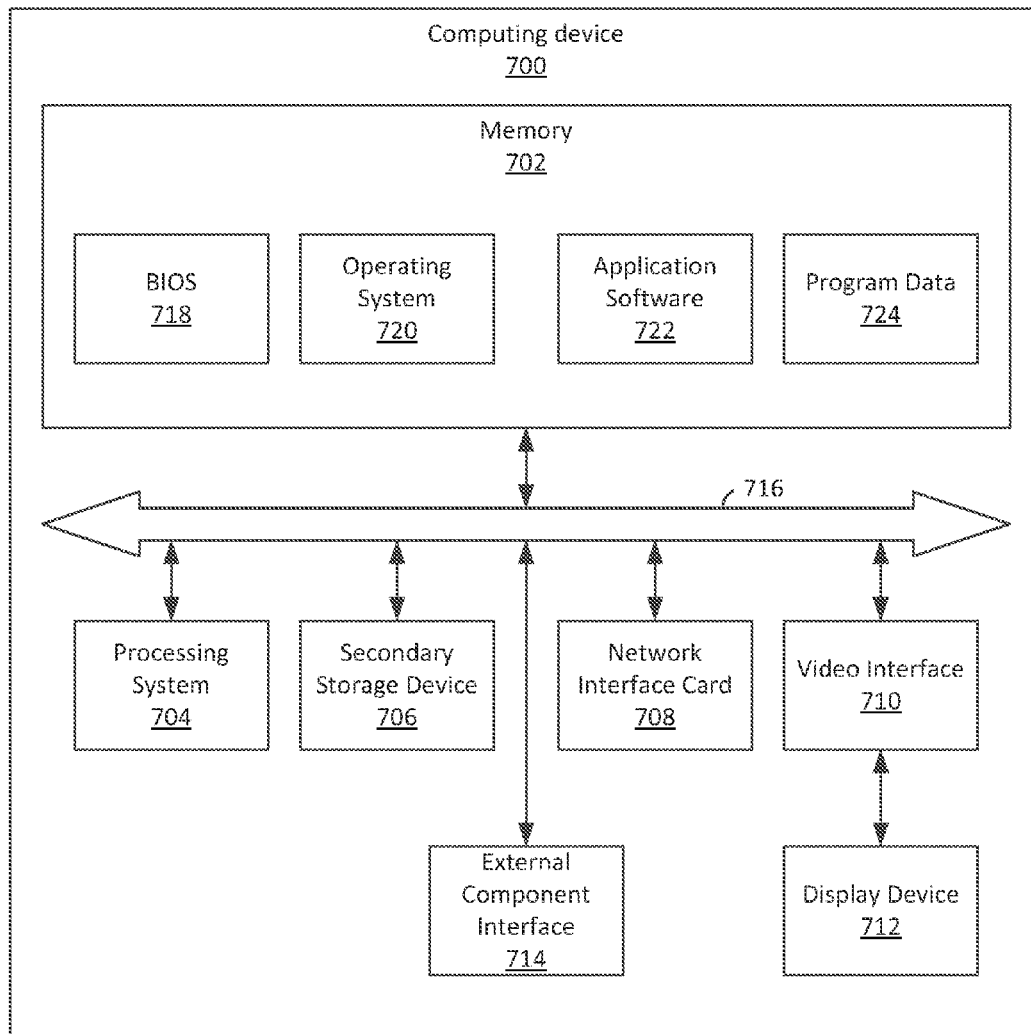 Computing device
700
Memory
702
BIOS
718
Operating
System
720
Application
Software
722
Program Data
724
716
Processing
System
704
Secondary
Storage Device
706
Network
Interface Card
708
Video Interface
710
External
Component
Interface
714
Display Device
712